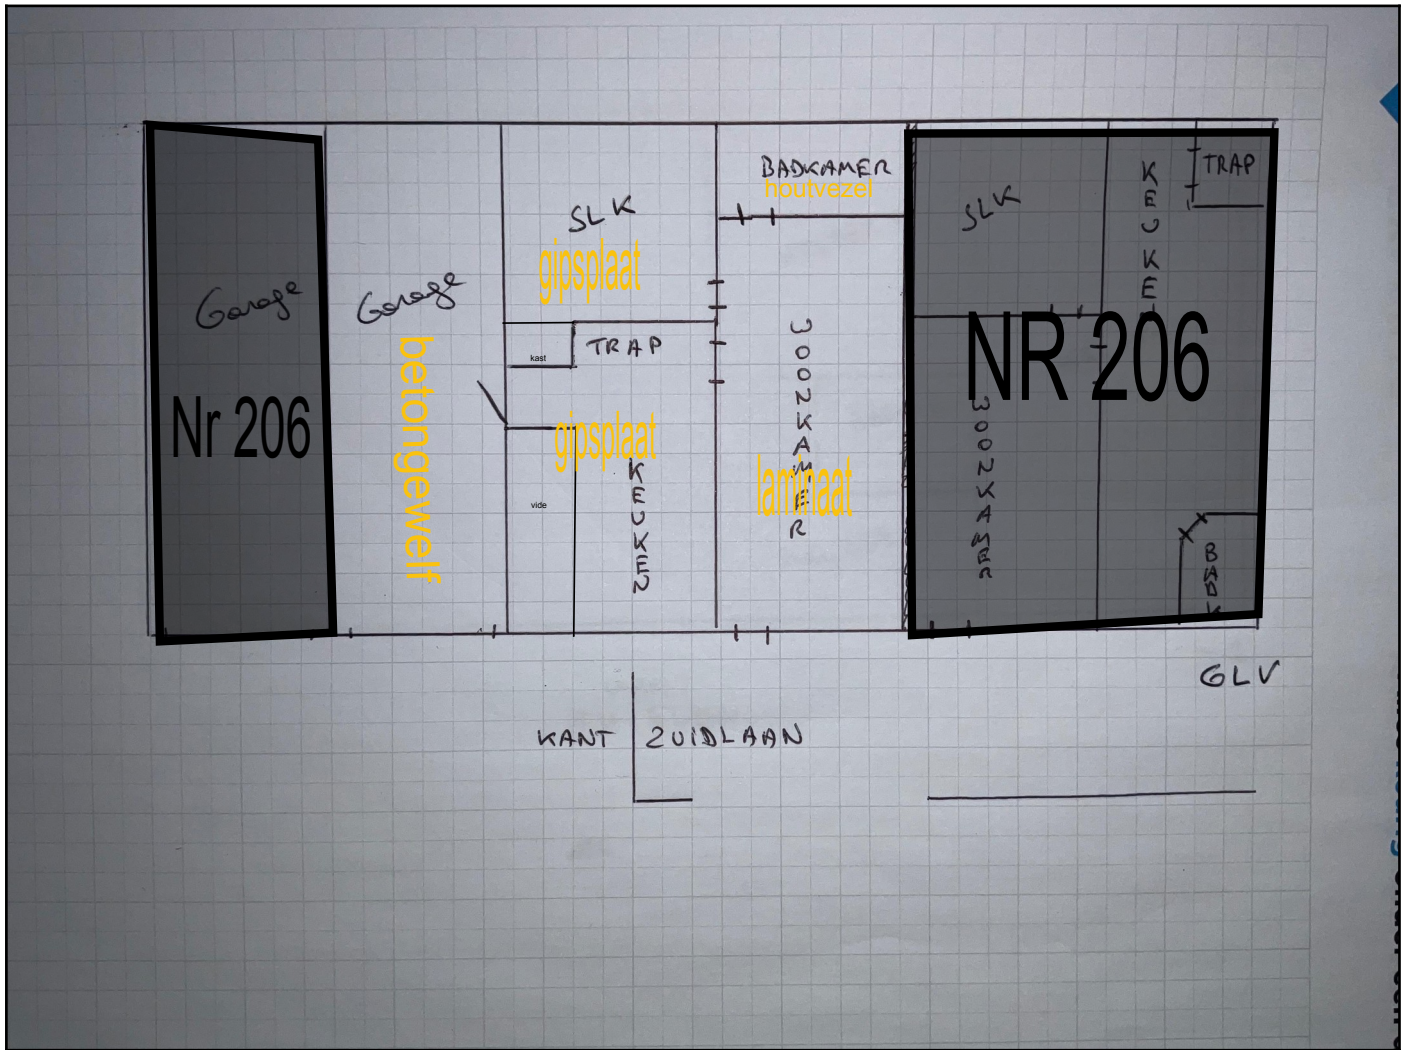 BADKAMER
houtvezel
TRAP
SLK
SLK
KEUKE
gipsplaat
Garage
Garage
NR 206
TRAP
kast
betongewelf
Nr 206
gipsplaat
KEUKEN
WOONKAMER
laminaat
WOONKAMER
vide
BADK
GLV
KANT ZUIDLAAN